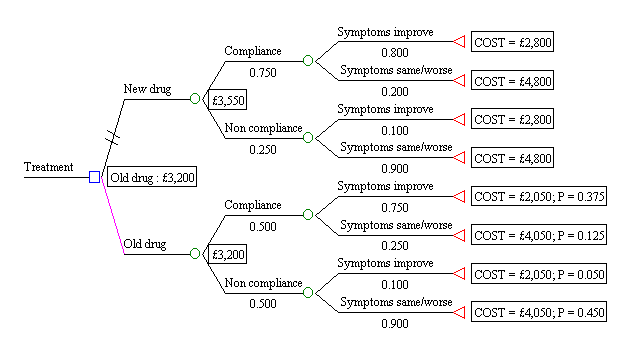 Symptoms improve
0.800
COST = £2,800
Compliance
0.750
Symptoms same/worse
0.200
COST = £4,800
New drug
£3,550
Symptoms improve
0.100
COST = £2,800
Non compliance
0.250
Symptoms same/worse
0.900
COST = £4,800
Treatment
Old drug : £3,200
Symptoms improve
0.750
COST = £2,050; P = 0.375
Compliance
0.500
Symptoms same/worse
0.250
COST = £4,050; P = 0.125
Old drug
£3,200
Symptoms improve
0.100
COST = £2,050; P = 0.050
Non compliance
0.500
Symptoms same/worse
0.900
COST = £4,050; P = 0.450